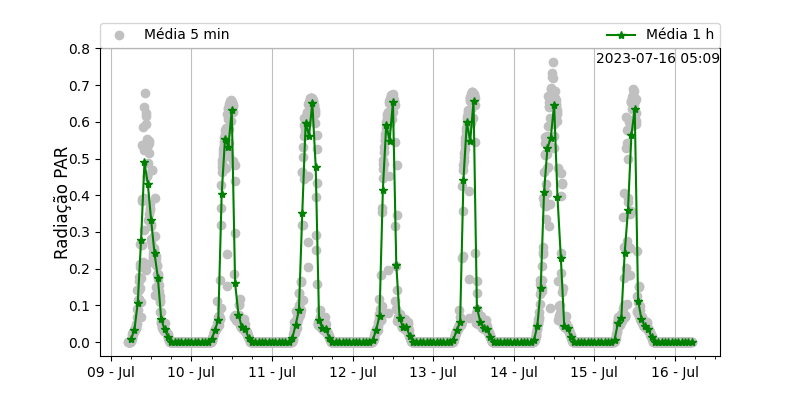 Média 5 min
Média 1 h
2023-07-16 05:09
Radiação PAR
0.8
0.7
0.6
0.5
0.4
0.3
0.2
0.1
0.0
09 - Jul
10 - Jul
11 - Jul
12 - Jul
13 - Jul
14 - Jul
15 - Jul
16 - Jul